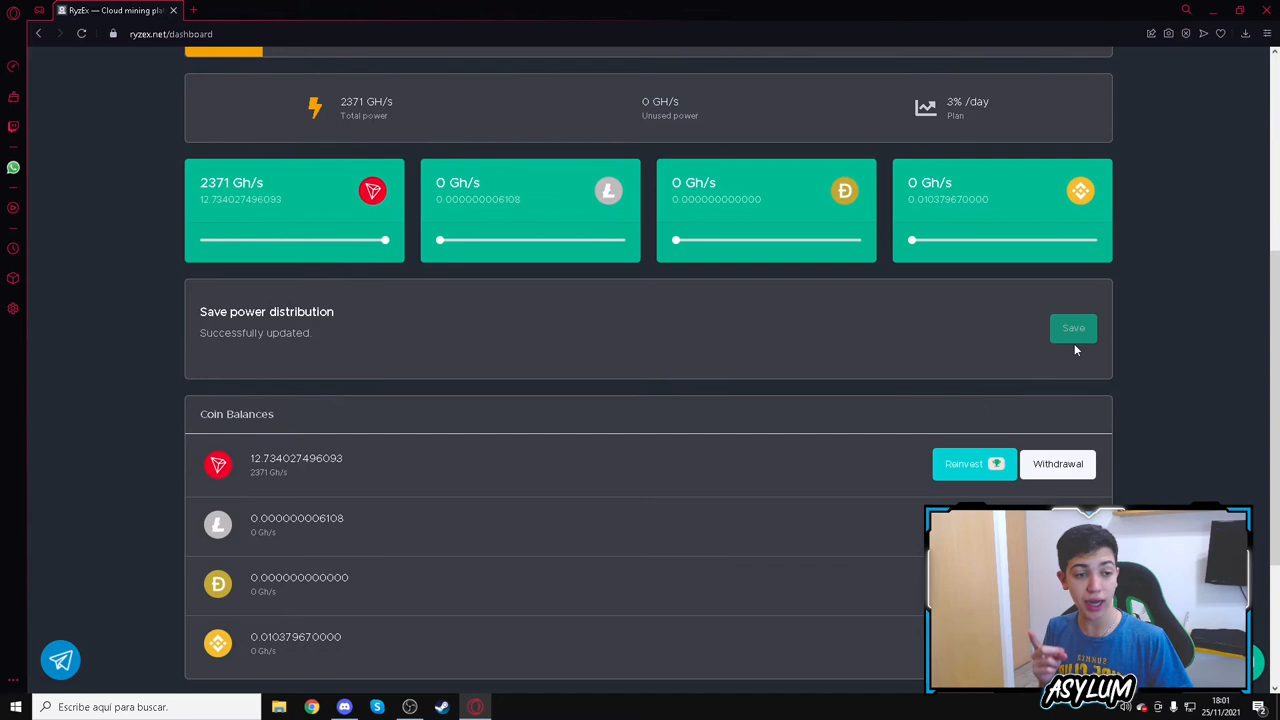 RyzEx — Cloud mining plat
ryzex.net/dashboard
2371 GH/s
Total power
0 GH/s
Unused power
3% /day
Plan
2371 Gh/s
12.734027496093
0 Gh/s
0.000000006108
0 Gh/s
0.000000000000
0 Gh/s
0.010379670000
Save power distribution
Successfully updated.
Save
Coin Balances
12.734027496093
2371 Gh/s
Reinvest
Withdrawal
0.000000006108
0 Gh/s
0.000000000000
0 Gh/s
0.010379670000
0 Gh/s
ASYLUM
Escribe aquí para buscar.
18:01
25/11/2021